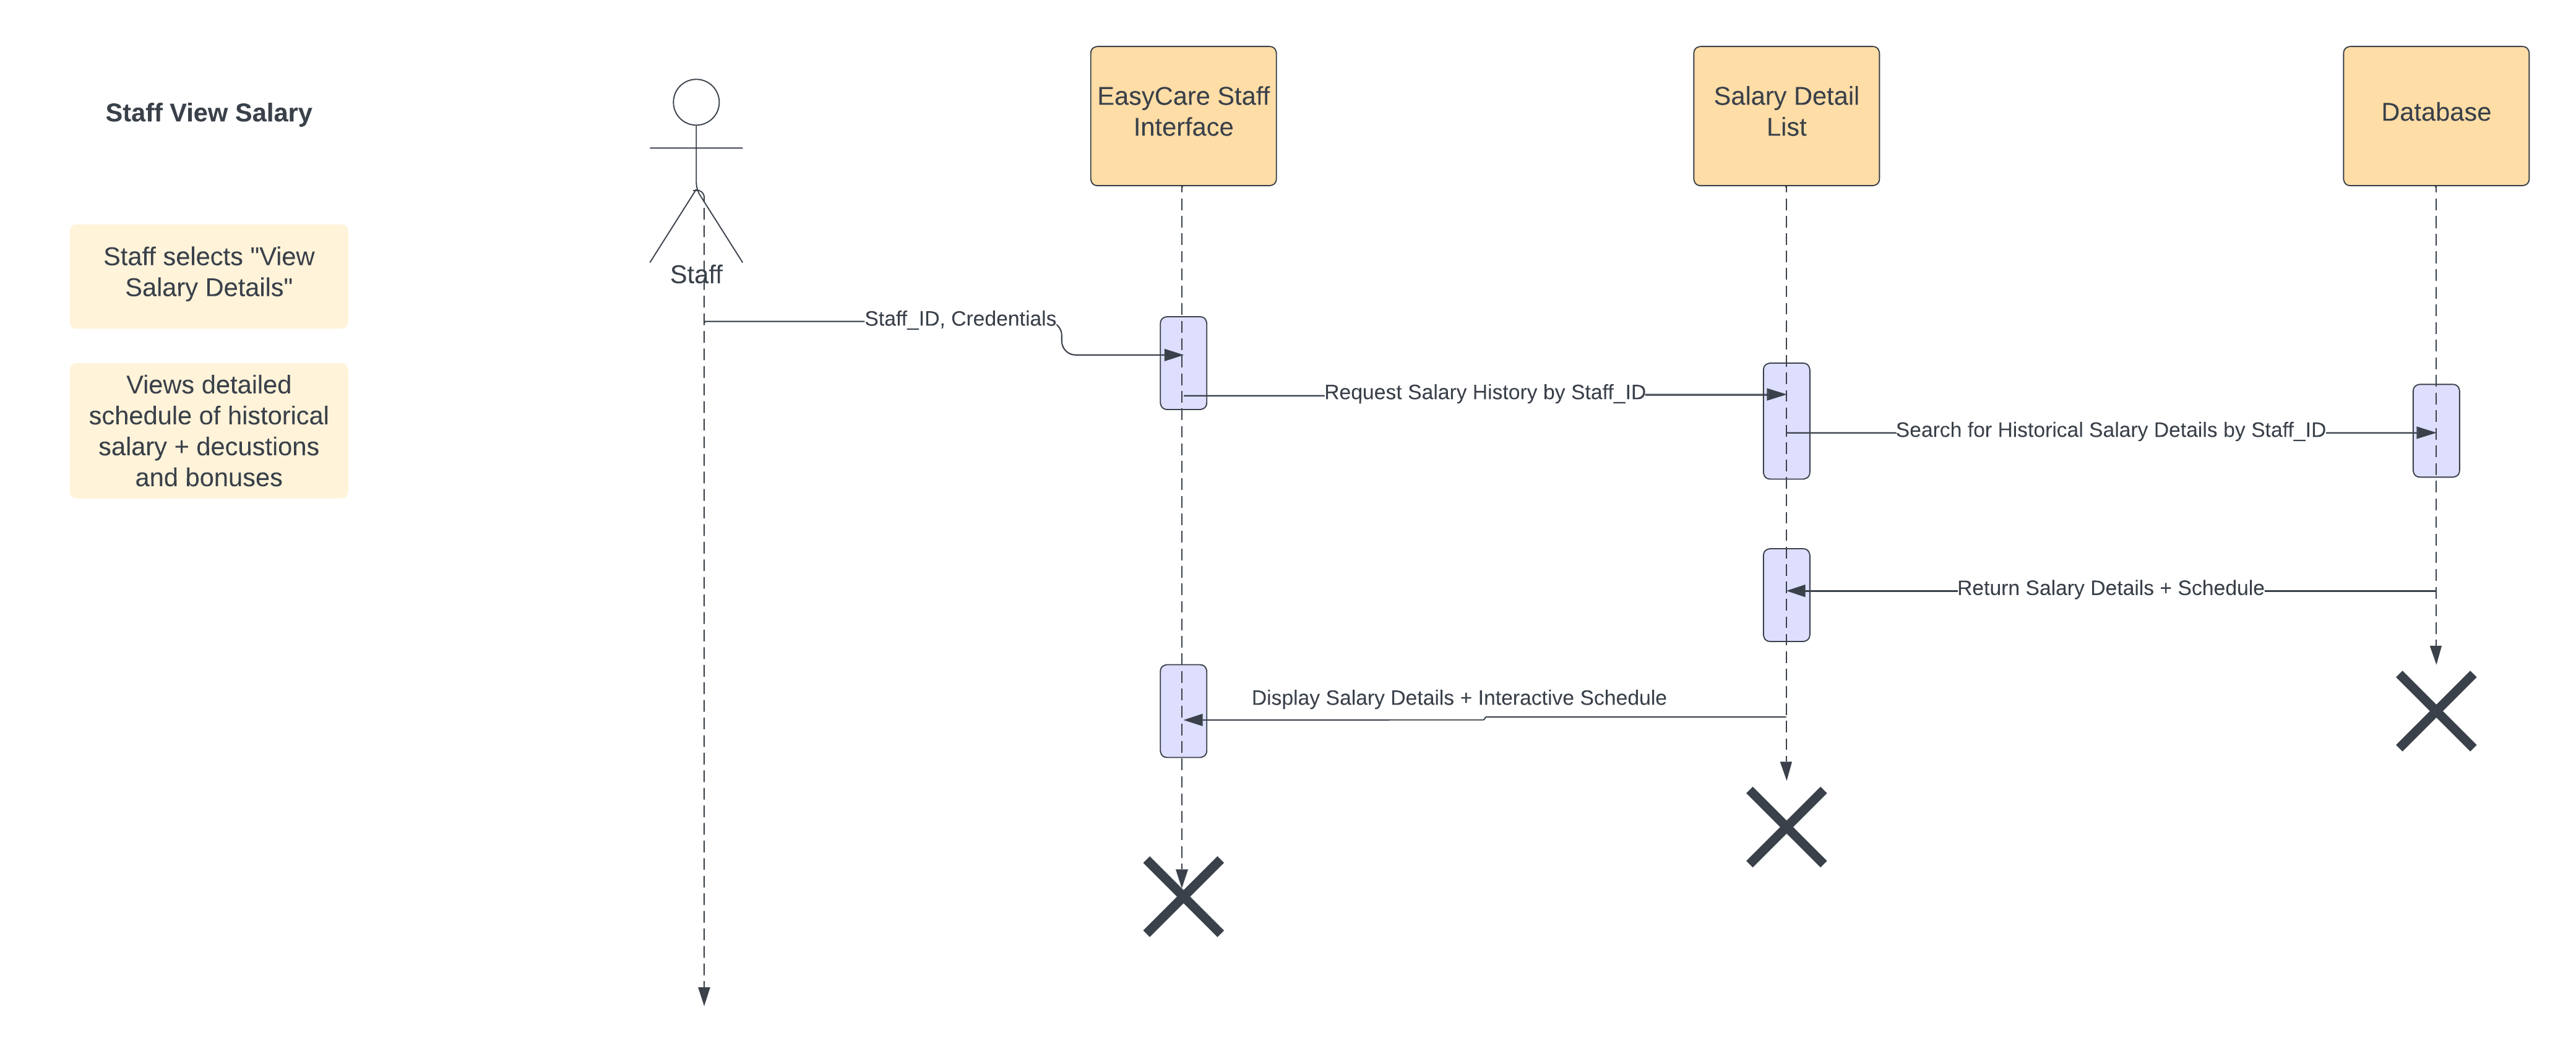 Staff View Salary
EasyCare Staff
Interface
Salary Detail
List
Database
Staff selects "View
Salary Details"
Staff
Staff_ID, Credentials
Views detailed
schedule of historical
salary + decustions
and bonuses
Request Salary History by Staff_ID
Search for Historical Salary Details by Staff_ID
Return Salary Details + Schedule
Display Salary Details + Interactive Schedule